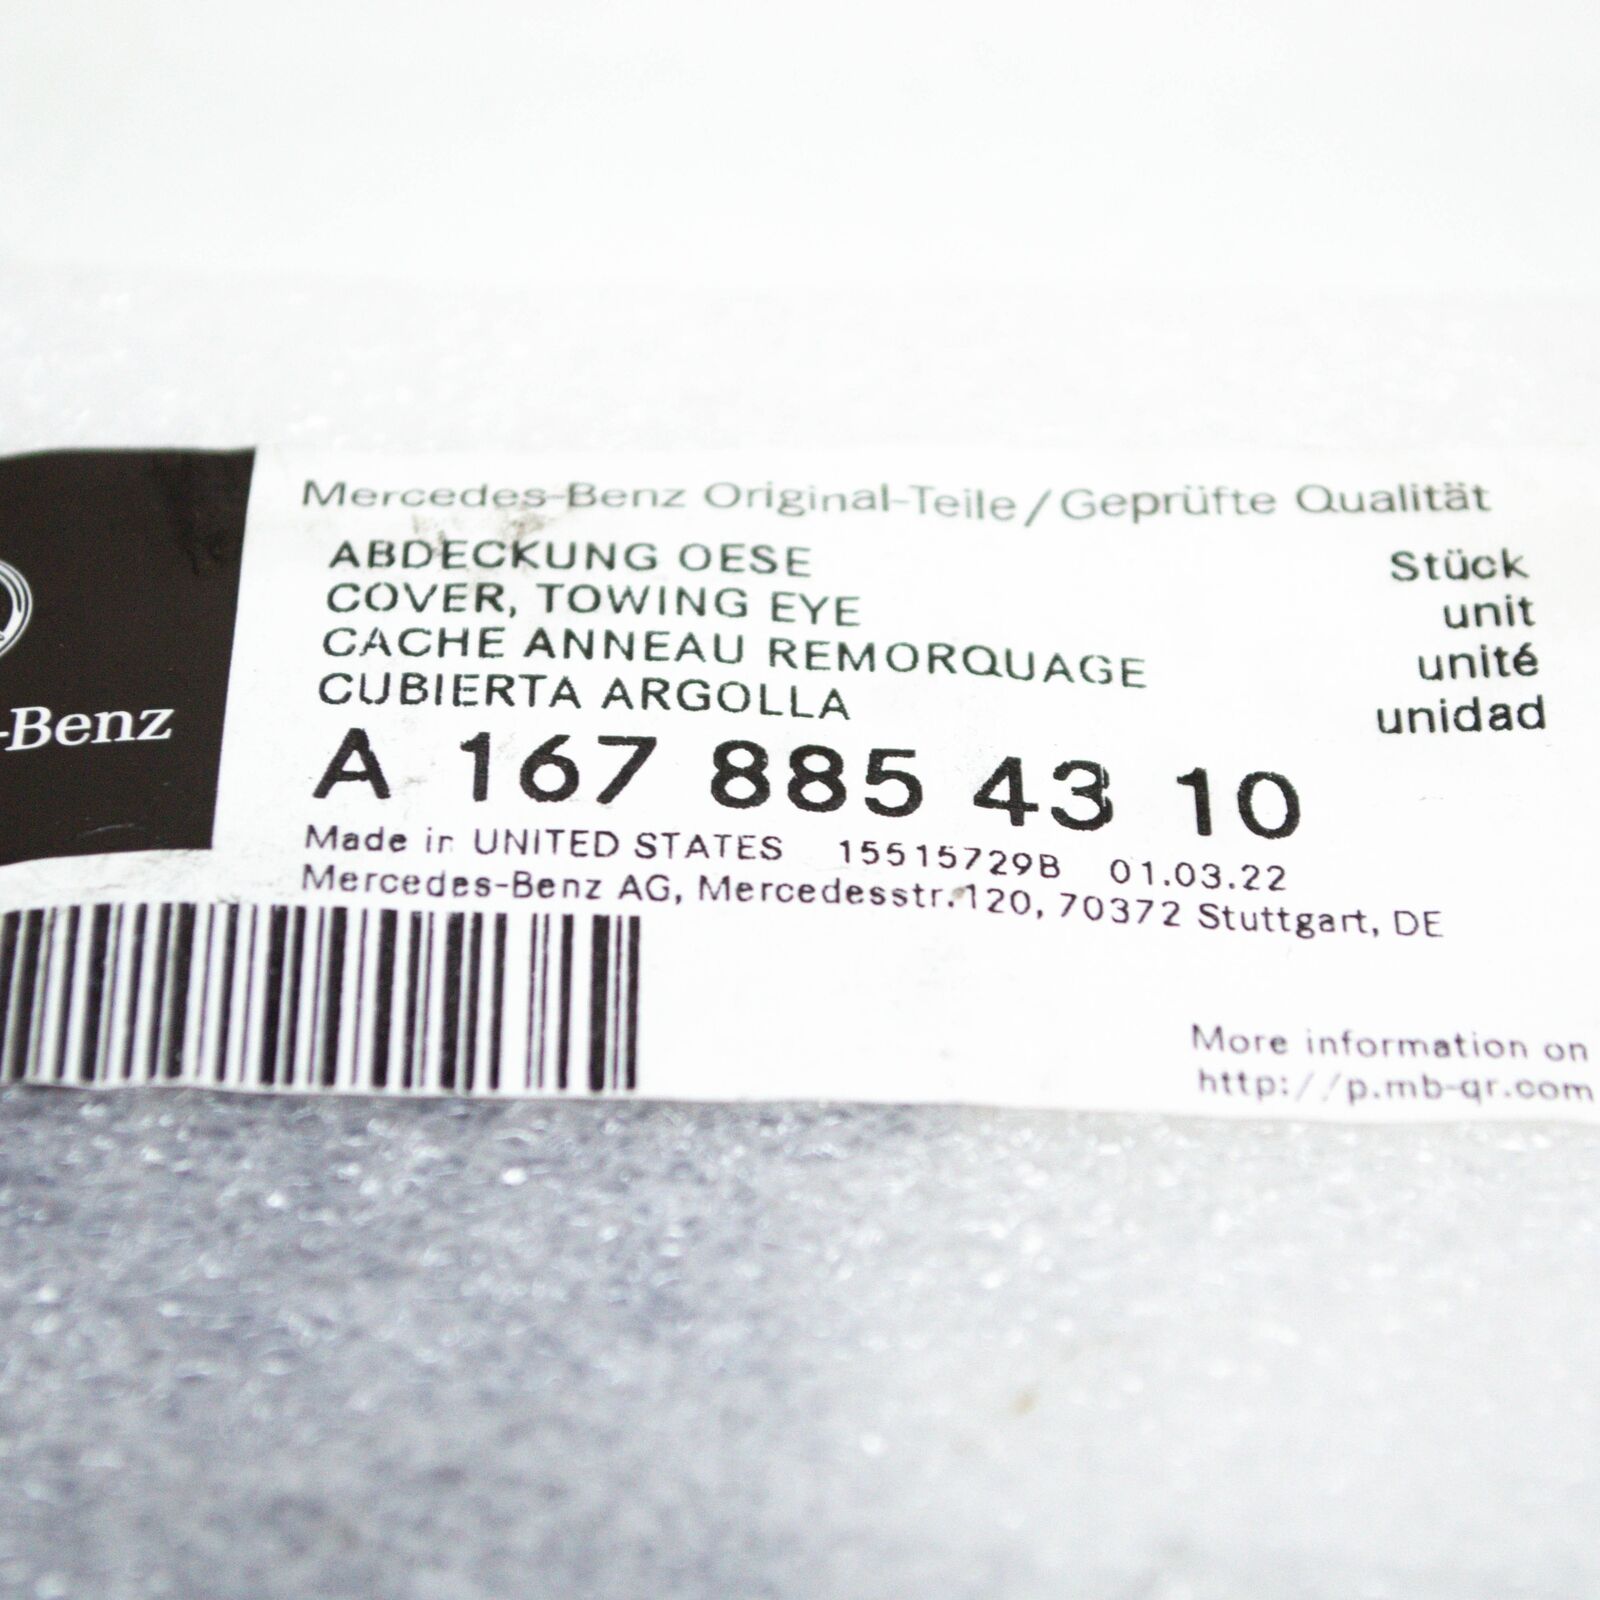 Mercedes-Benz Original-Teile/Geprüfte Qualität
ABDECKUNG OESE Stück
COVER, TOWING EYE unit
CACHE ANNEAU REMORQUAGE unité
CUBIERTA ARGOLLA unidad
-Benz
A 167 885 43 10
Made in UNITED STATES 15515729B 01.03.22
Mercedes-Benz AG, Mercedesstr.120, 70372 Stuttgart, DE
More information on
http://p.mb-qr.com